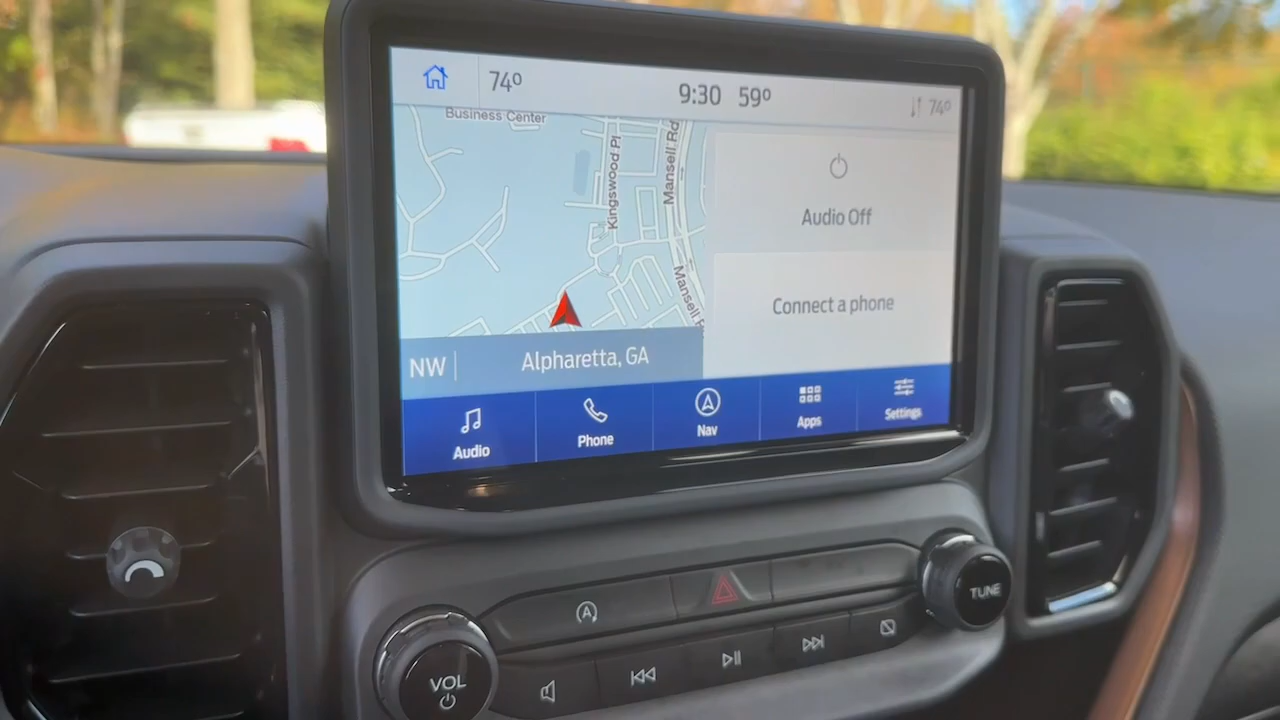 74°
9:30 59°
74°
Business Center
Kingswood Pl
Mansell Rd
Mansell R
Audio Off
Connect a phone
NW
Alpharetta, GA
Audio
Phone
Nav
Apps
Settings
A
VOL
TUNE